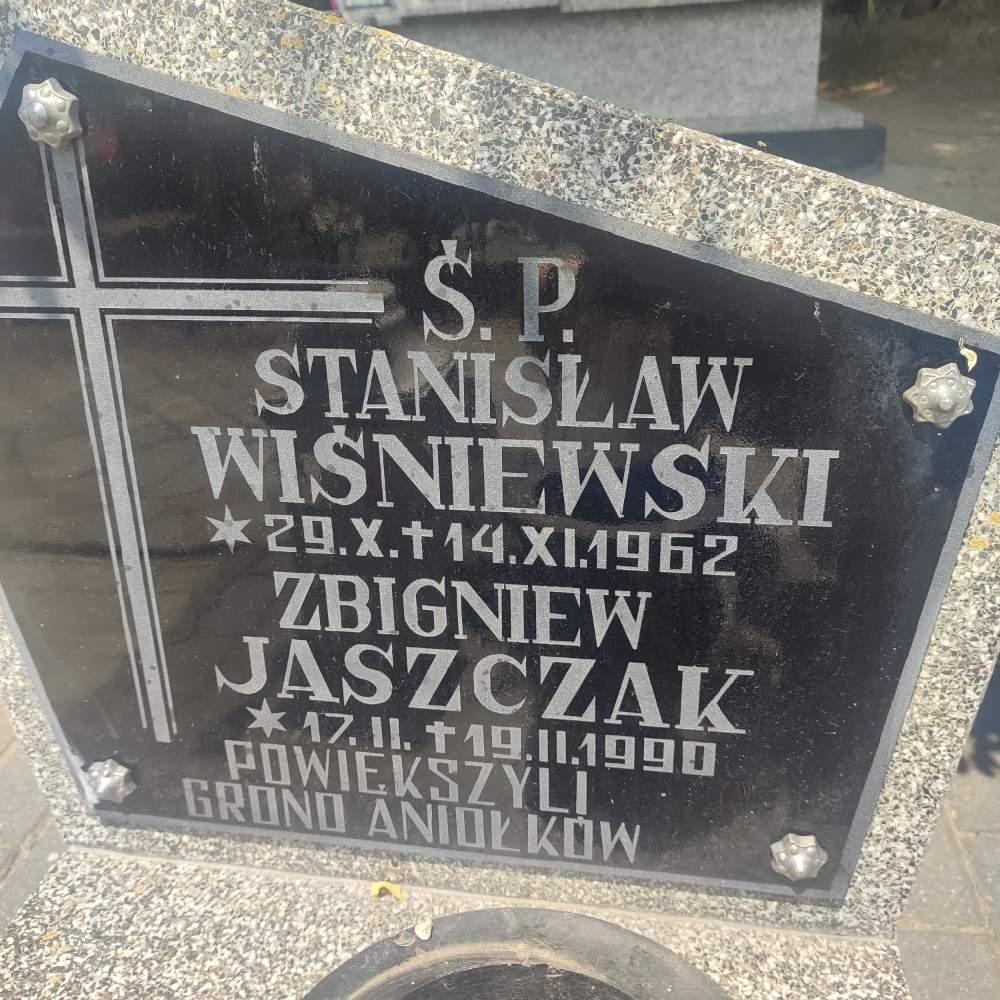 Ś. P.
STANISŁAW
WIŚNIEWSKI
* 29.X. † 14.XI.1962
ZBIGNIEW
JASZCZAK
* 17.II. † 19.II.1990
POWIĘKSZYLI
GRONO ANIOŁKÓW